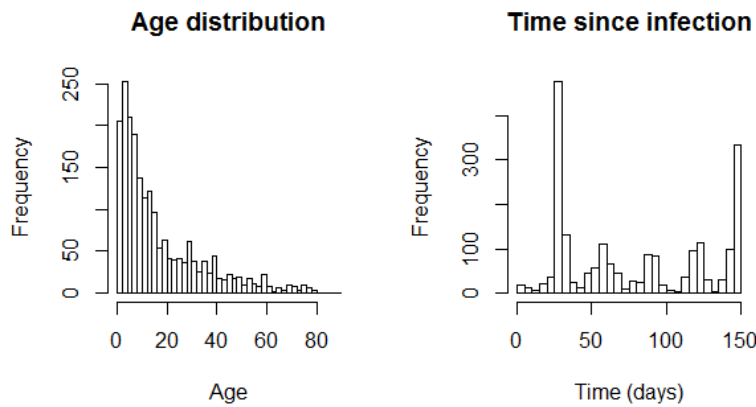 Age distribution
Frequency
0 50 150 250
0 20 40 60 80
Age
Time since infection
Frequency
0 100 300
0 50 100 150
Time (days)